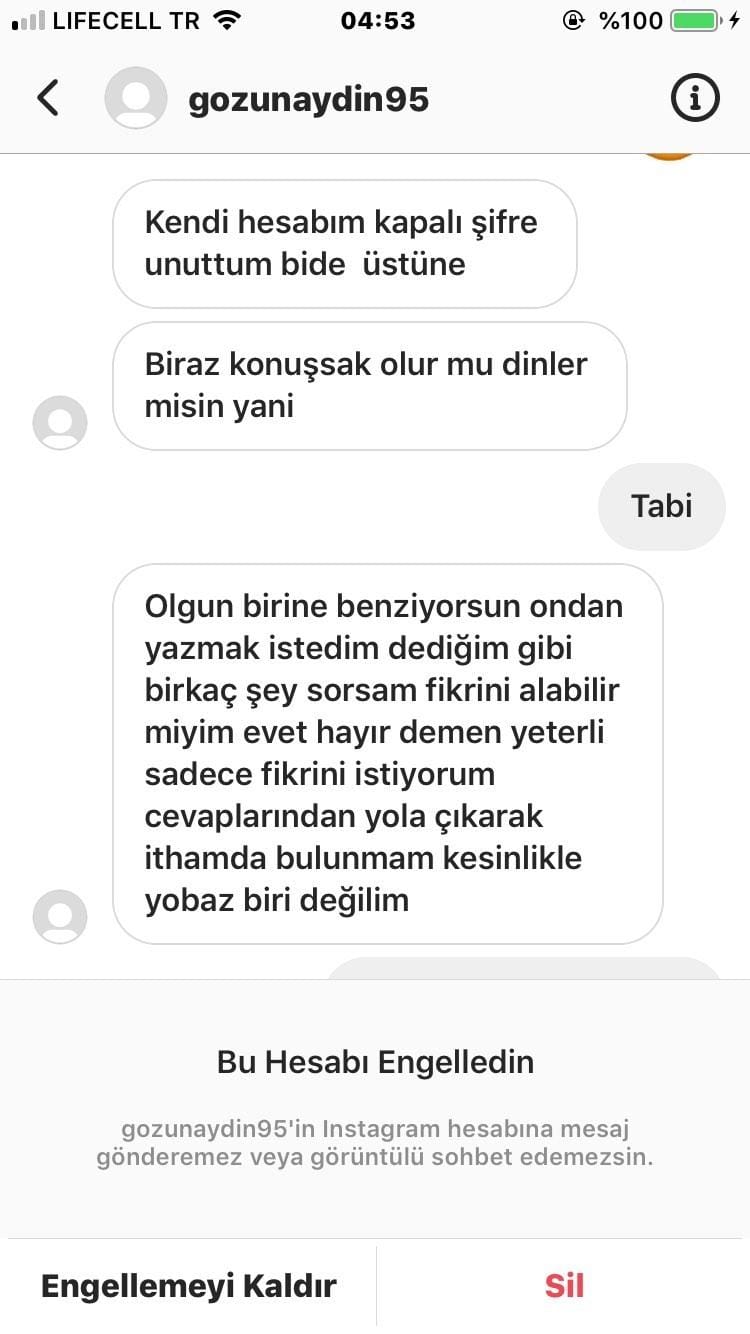 LIFECELL TR 04:53 %100
gozunaydin95
Kendi hesabım kapalı şifre
unuttum bide üstüne
Biraz konuşsak olur mu dinler
misin yani
Tabi
Olgun birine benziyorsun ondan
yazmak istedim dediğim gibi
birkaç şey sorsam fikrini alabilir
miyim evet hayır demen yeterli
sadece fikrini istiyorum
cevaplarından yola çıkarak
ithamda bulunmam kesinlikle
yobaz biri değilim
Bu Hesabı Engelledin
gozunaydin95'in Instagram hesabına mesaj
gönderemez veya görüntülü sohbet edemezsin.
Engellemeyi Kaldır
Sil